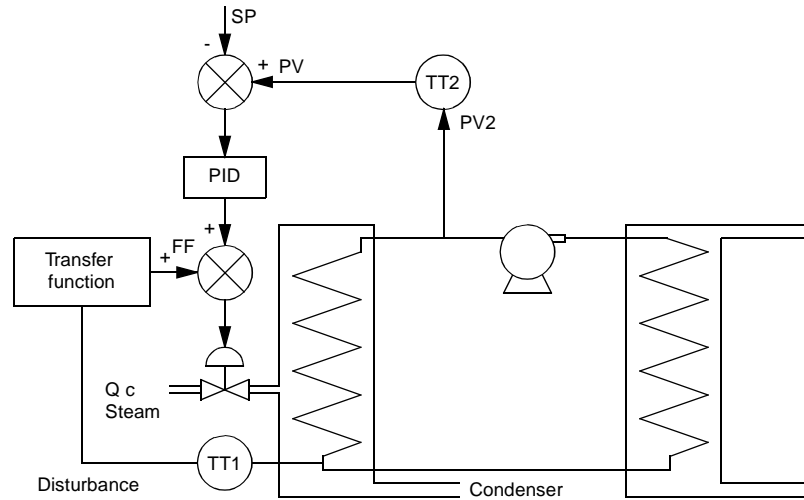 SP
-
+ PV
TT2
PV2
PID
+
+ FF
Transfer
function
Q c
Steam
TT1
Disturbance
Condenser